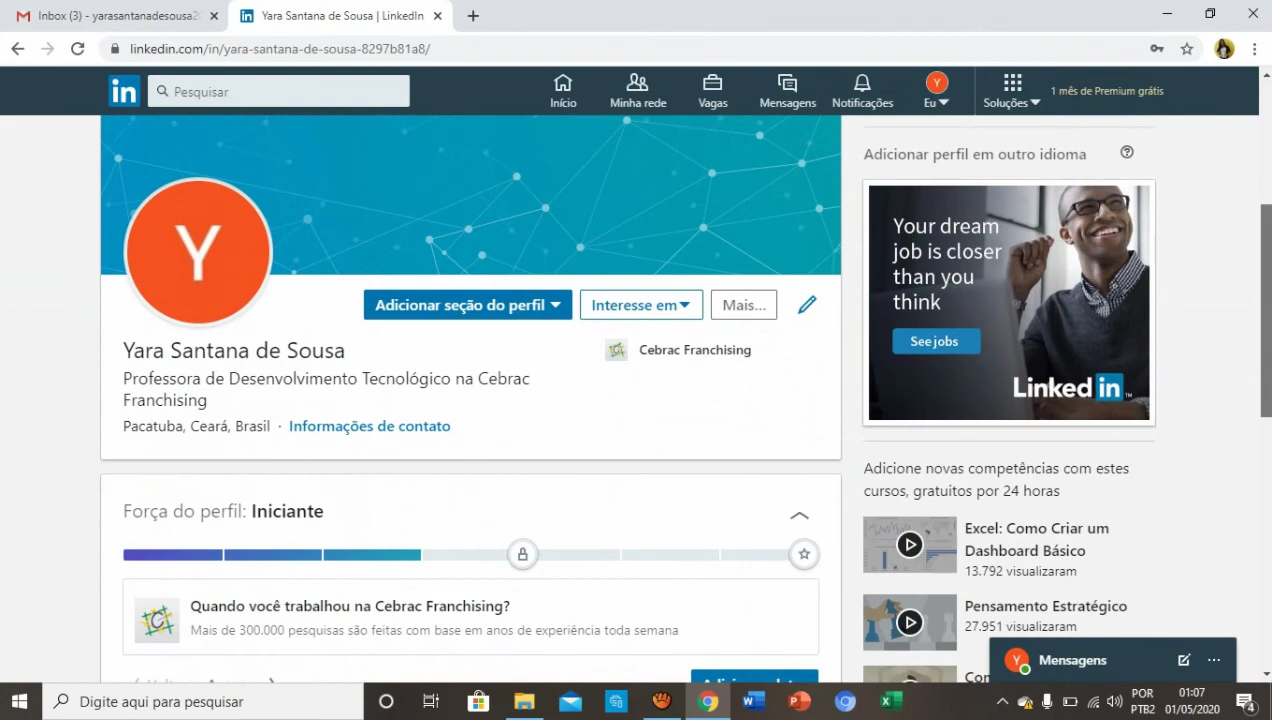 Inbox (3) - yarasantanadesousa20
Yara Santana de Sousa | LinkedIn
linkedin.com/in/yara-santana-de-sousa-8297b81a8/
in
Pesquisar
Início
Minha rede
Vagas
Mensagens
Notificações
Y
Eu
Soluções
1 mês de Premium grátis
Y
Adicionar seção do perfil
Interesse em
Mais...
Yara Santana de Sousa
Cebrac Franchising
Professora de Desenvolvimento Tecnológico na Cebrac
Franchising
Pacatuba, Ceará, Brasil · Informações de contato
Força do perfil: Iniciante
Quando você trabalhou na Cebrac Franchising?
Mais de 300.000 pesquisas são feitas com base em anos de experiência toda semana
Adicionar perfil em outro idioma
Your dream
job is closer
than you
think
See jobs
Linked in
Adicione novas competências com estes
cursos, gratuitos por 24 horas
Excel: Como Criar um
Dashboard Básico
13.792 visualizaram
Pensamento Estratégico
27.951 visualizaram
Y
Mensagens
Digite aqui para pesquisar
POR
PTB2
01:07
01/05/2020
4